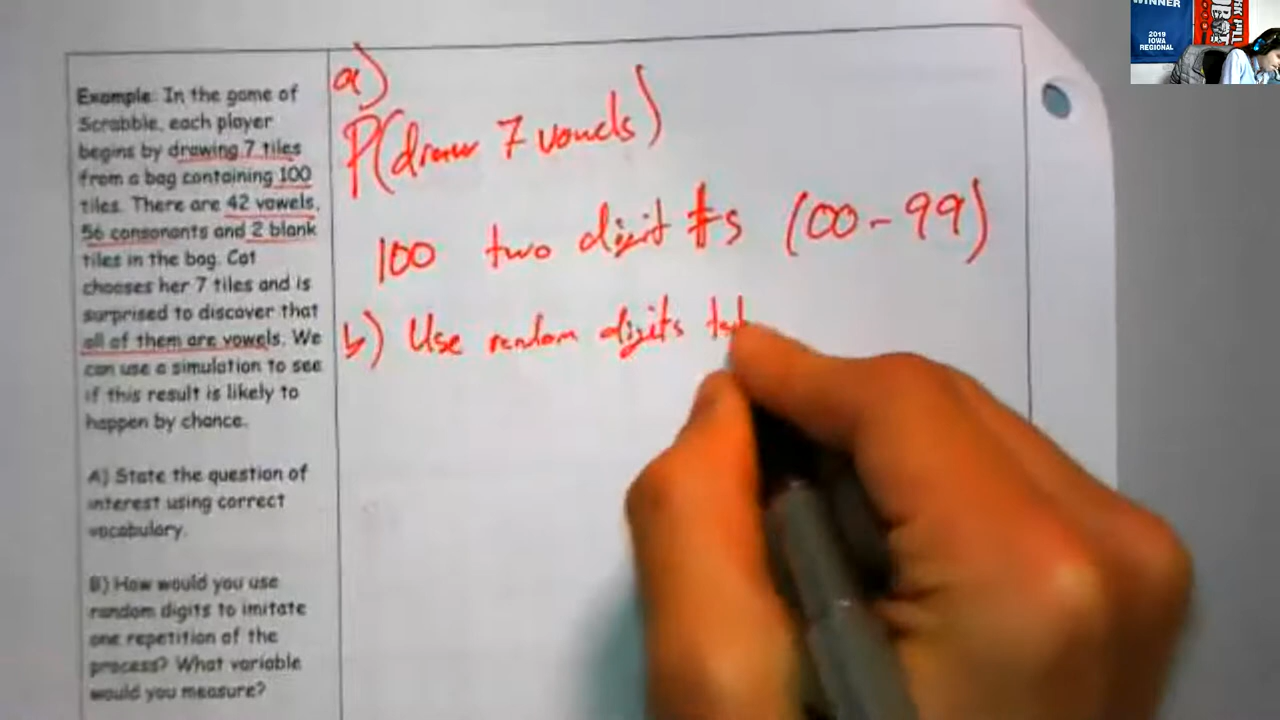 WINNER
2019
IOWA
REGIONAL
Example: In the game of
Scrabble, each player
begins by drawing 7 tiles
from a bag containing 100
tiles. There are 42 vowels,
56 consonants and 2 blank
tiles in the bag. Cat
chooses her 7 tiles and is
surprised to discover that
all of them are vowels. We
can use a simulation to see
if this result is likely to
happen by chance.
A) State the question of
interest using correct
vocabulary.
B) How would you use
random digits to imitate
one repetition of the
process? What variable
would you measure?
a)
P(draw 7 vowels)
100 two digit #s (00-99)
b) Use random digits